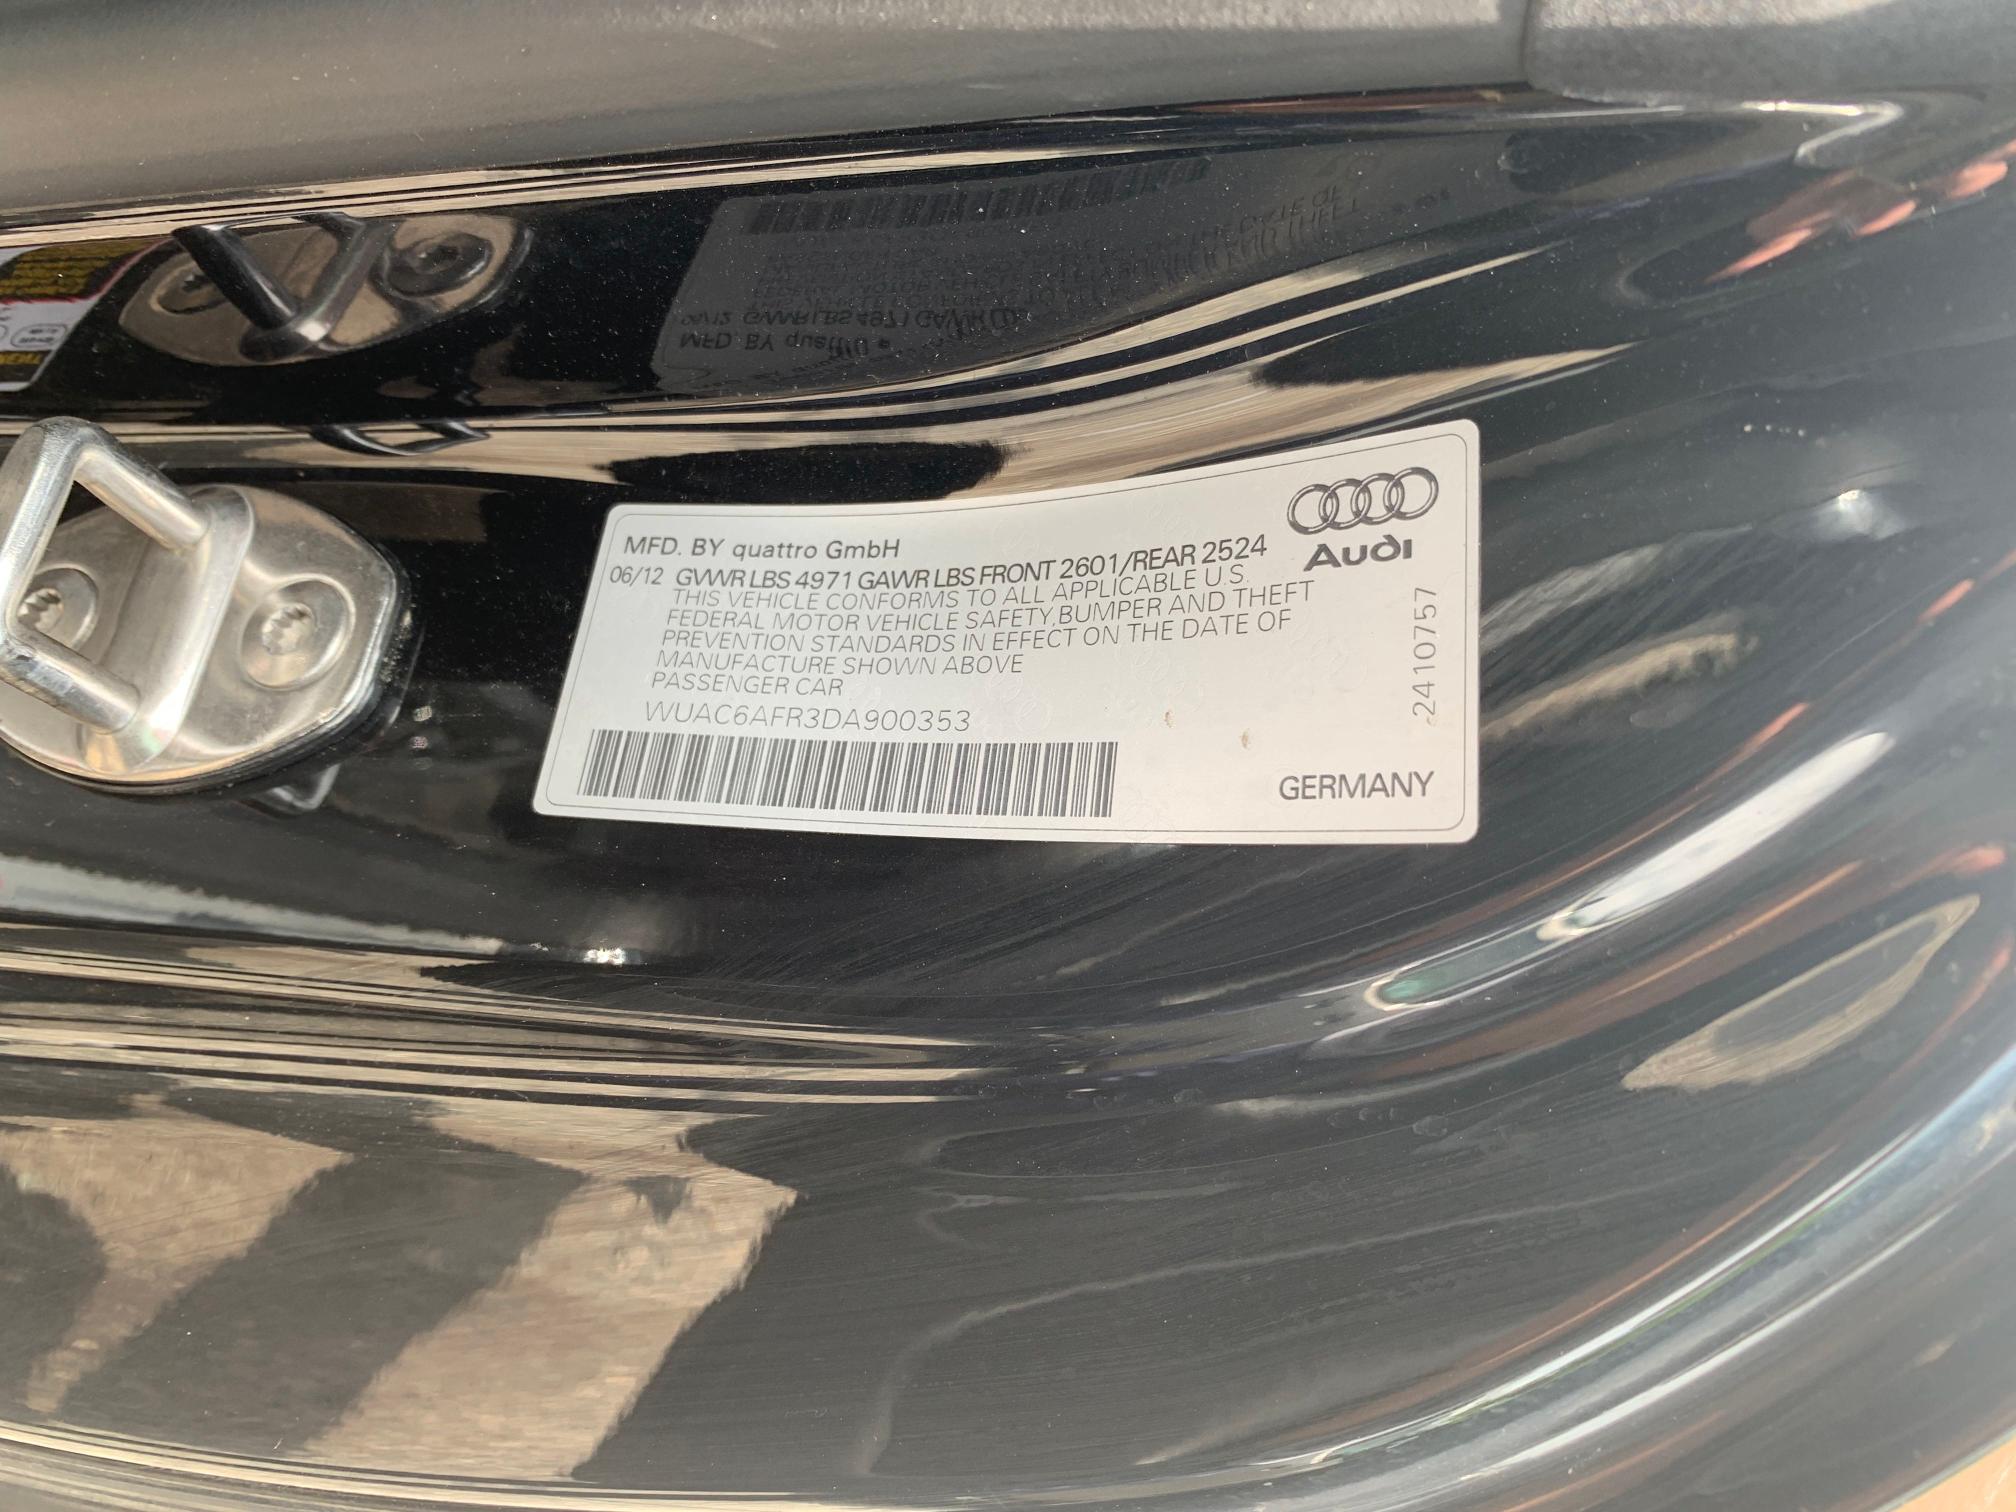 MFD. BY quattro GmbH
06/12 GVWR LBS 4971 GAWR LBS FRONT 2601/REAR 2524
THIS VEHICLE CONFORMS TO ALL APPLICABLE U.S.
FEDERAL MOTOR VEHICLE SAFETY, BUMPER AND THEFT
PREVENTION STANDARDS IN EFFECT ON THE DATE OF
MANUFACTURE SHOWN ABOVE
PASSENGER CAR
WUAC6AFR3DA900353
Audi
2410757
GERMANY